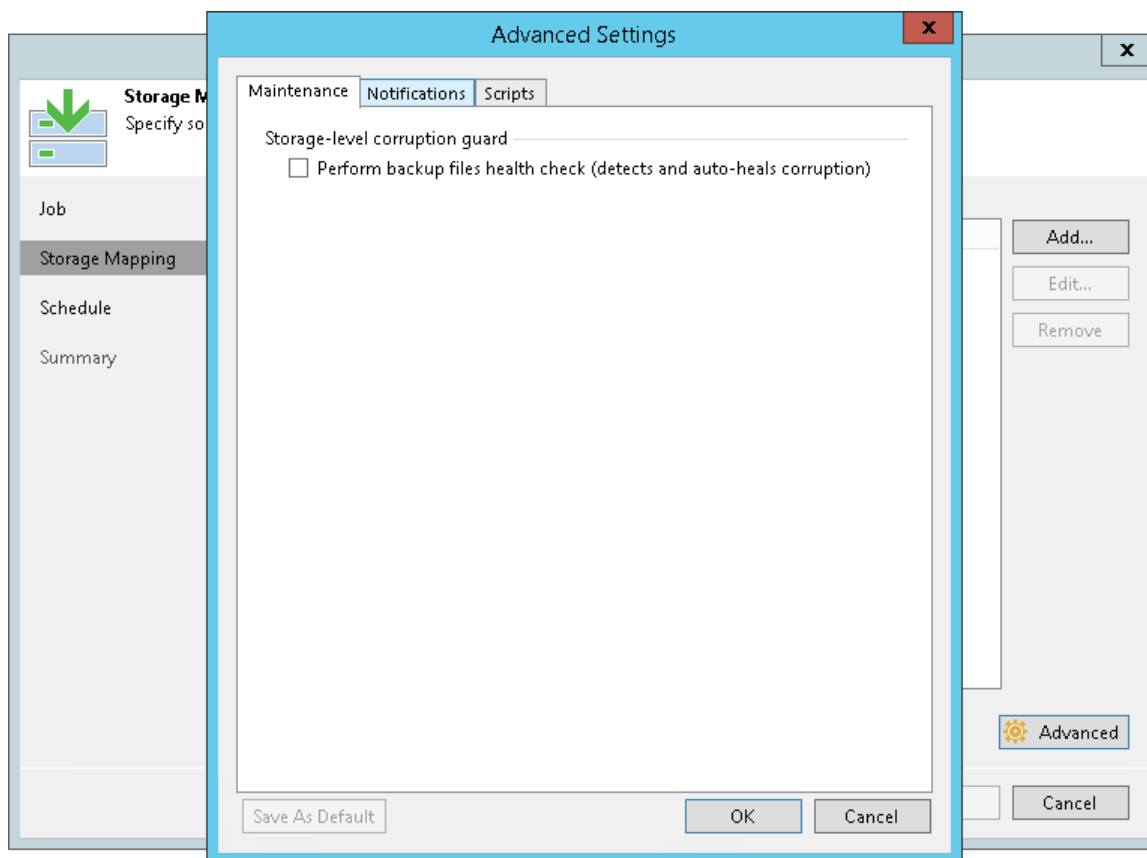 Advanced Settings
x
x
Storage M
Specify so
Maintenance
Notifications
Scripts
Storage-level corruption guard
Perform backup files health check (detects and auto-heals corruption)
Job
Storage Mapping
Schedule
Summary
Add...
Edit...
Remove
Advanced
Save As Default
OK
Cancel
Cancel